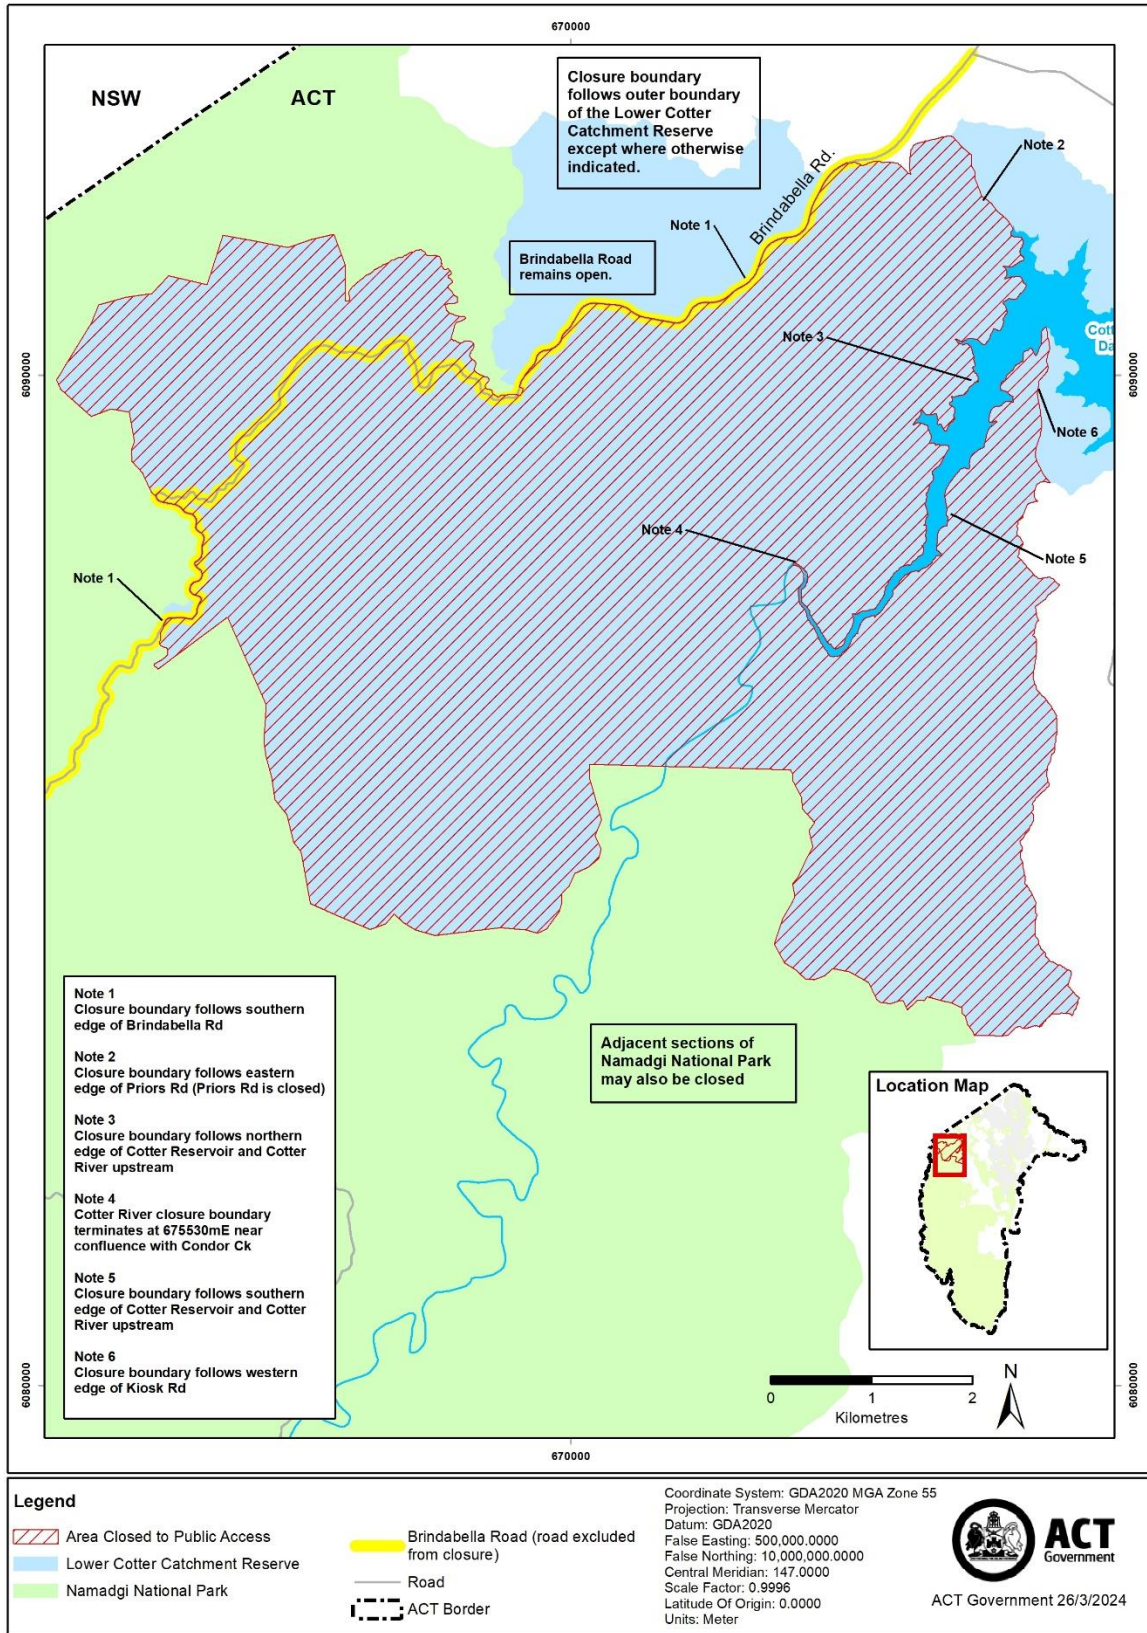 670000
NSW
ACT
Closure boundary
follows outer boundary
of the Lower Cotter
Catchment Reserve
except where otherwise
indicated.
Note 2
Brindabella Rd.
Note 1
Brindabella Road
remains open.
Cott
Da
Note 3
6090000
6090000
Note 6
Note 4
Note 5
Note 1
Note 1
Closure boundary follows southern
edge of Brindabella Rd
Note 2
Closure boundary follows eastern
edge of Priors Rd (Priors Rd is closed)
Note 3
Closure boundary follows northern
edge of Cotter Reservoir and Cotter
River upstream
Note 4
Cotter River closure boundary
terminates at 675530mE near
confluence with Condor Ck
Note 5
Closure boundary follows southern
edge of Cotter Reservoir and Cotter
River upstream
Note 6
Closure boundary follows western
edge of Kiosk Rd
Adjacent sections of
Namadgi National Park
may also be closed
Location Map
6080000
6080000
0 1 2
Kilometres
N
670000
Legend
Area Closed to Public Access
Lower Cotter Catchment Reserve
Namadgi National Park
Brindabella Road (road excluded
from closure)
Road
ACT Border
Coordinate System: GDA2020 MGA Zone 55
Projection: Transverse Mercator
Datum: GDA2020
False Easting: 500,000.0000
False Northing: 10,000,000.0000
Central Meridian: 147.0000
Scale Factor: 0.9996
Latitude Of Origin: 0.0000
Units: Meter
ACT
Government
ACT Government 26/3/2024